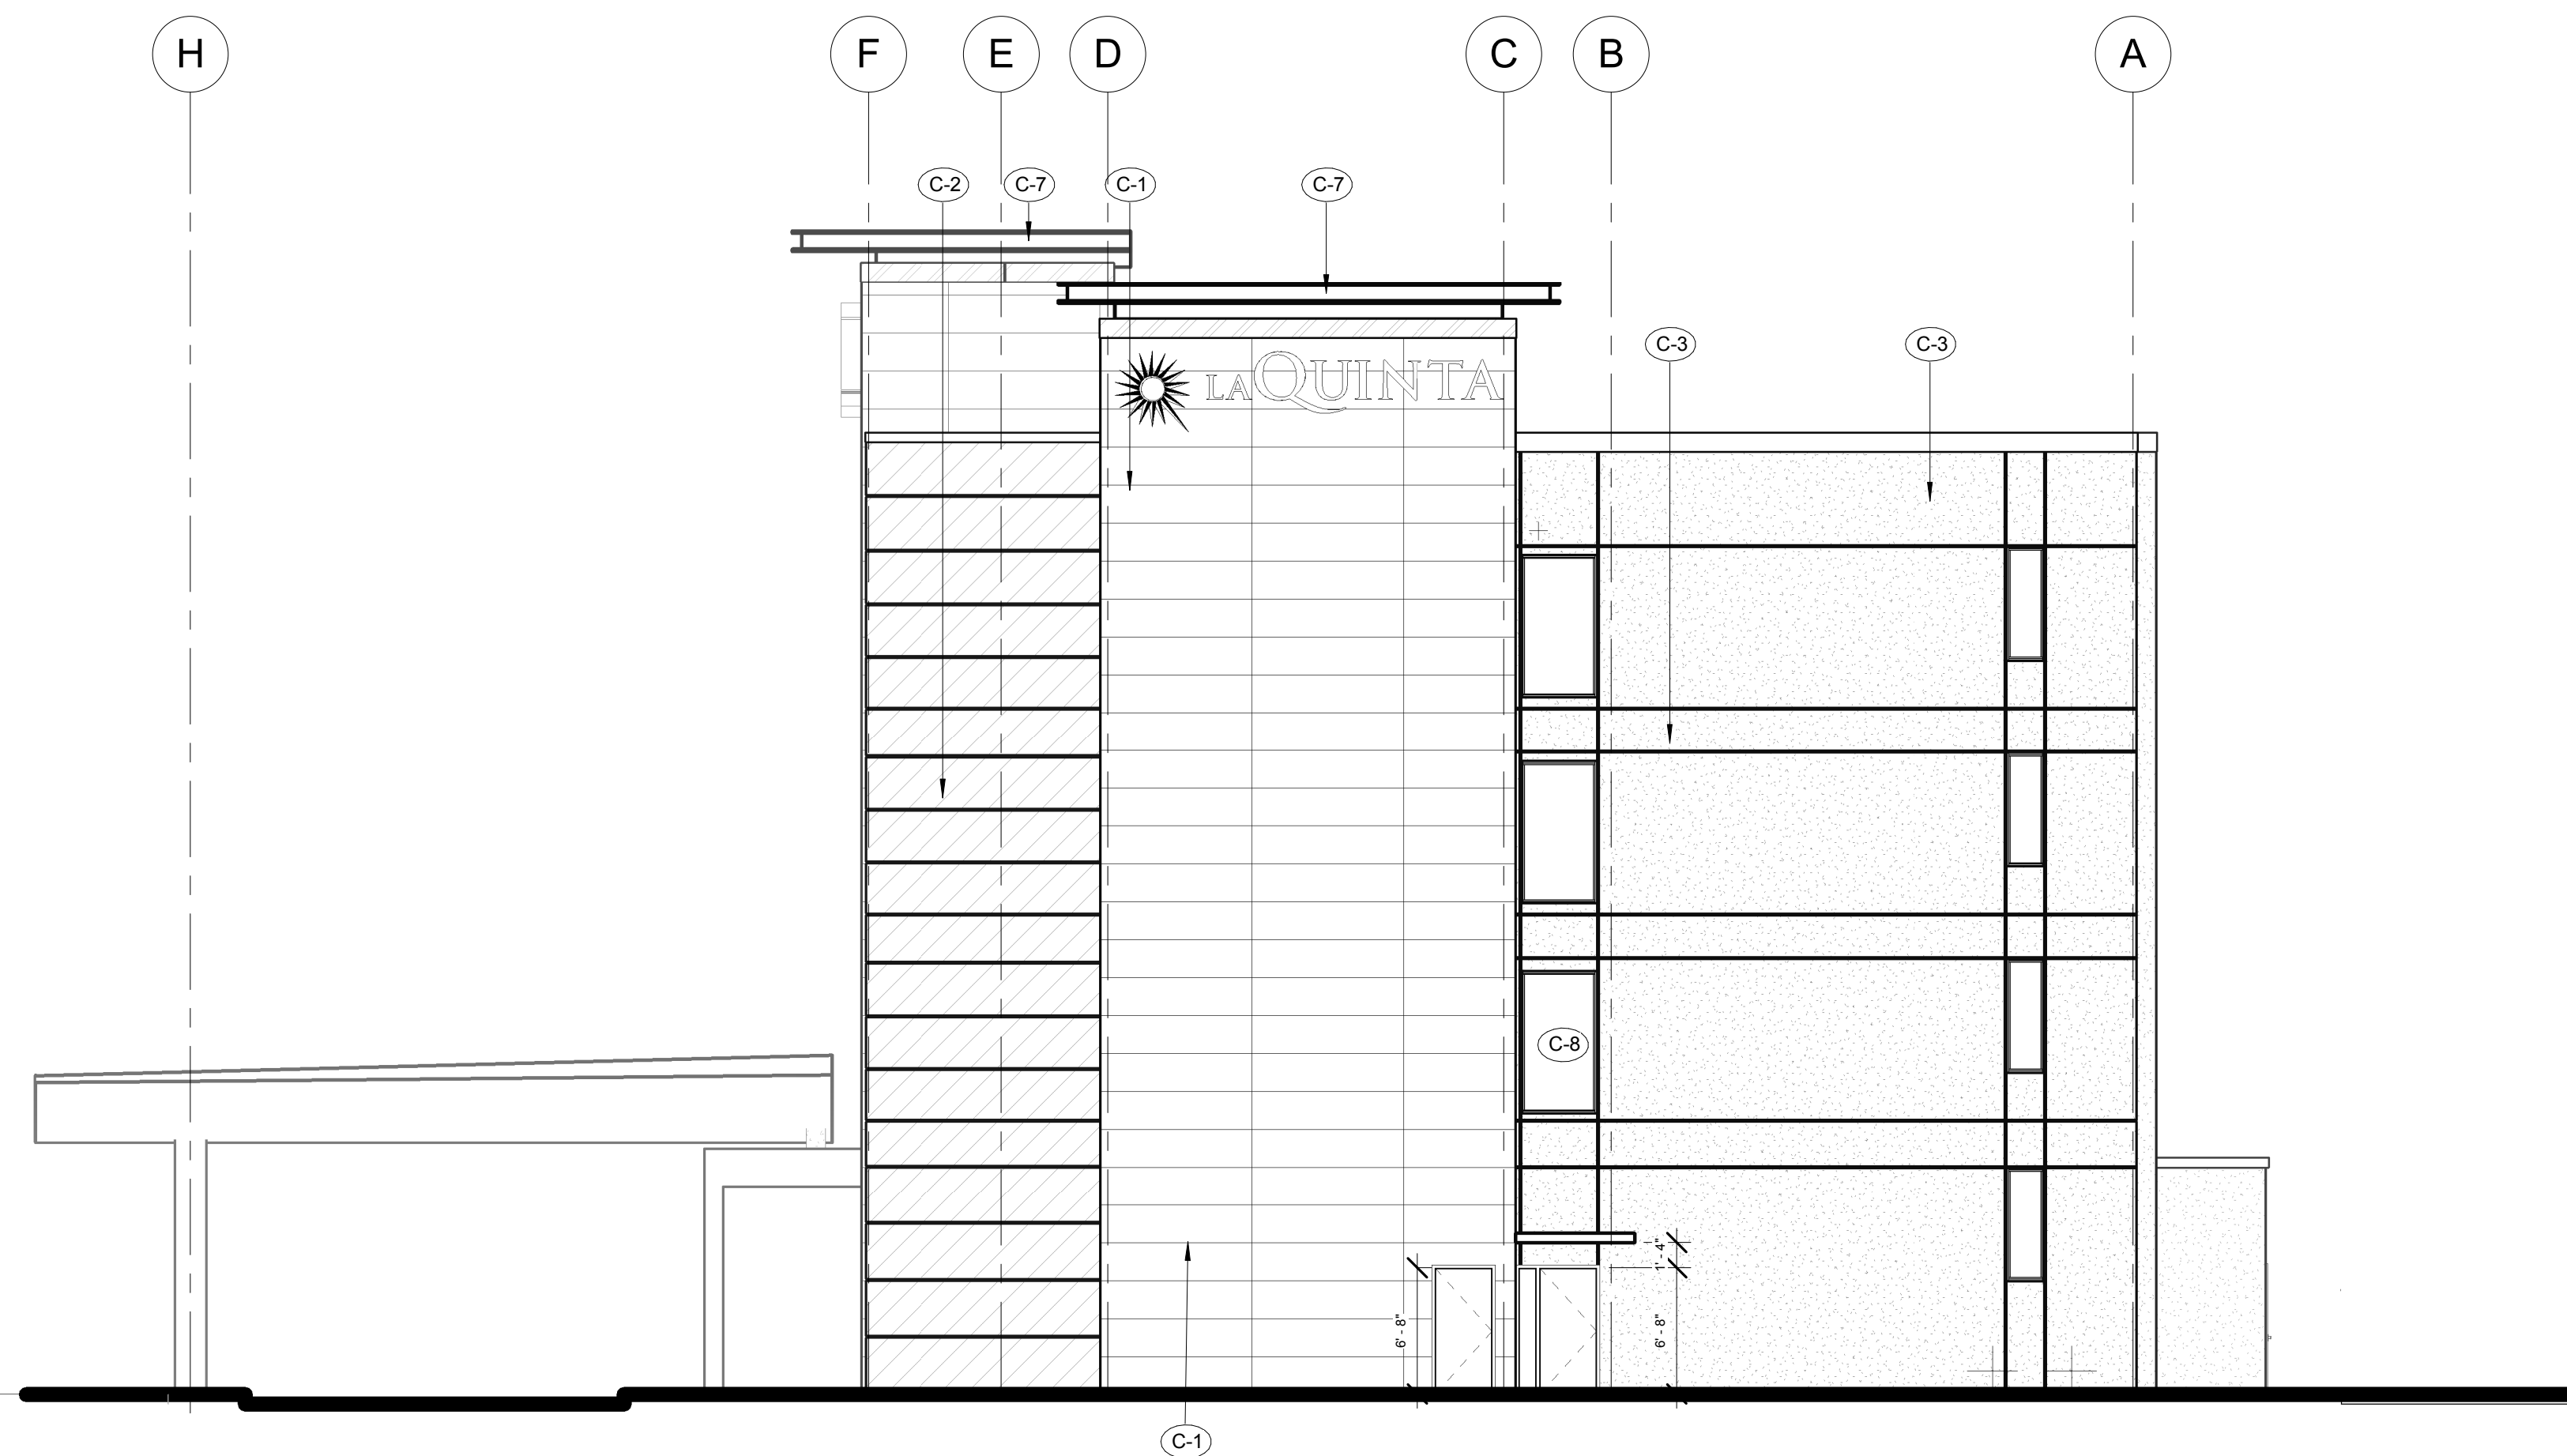 H F E D C B A
C-2 C-7 C-1 C-7
C-3 C-3
LA QUINTA
C-8
1' - 4"
6' - 8" 6' - 8"
C-1